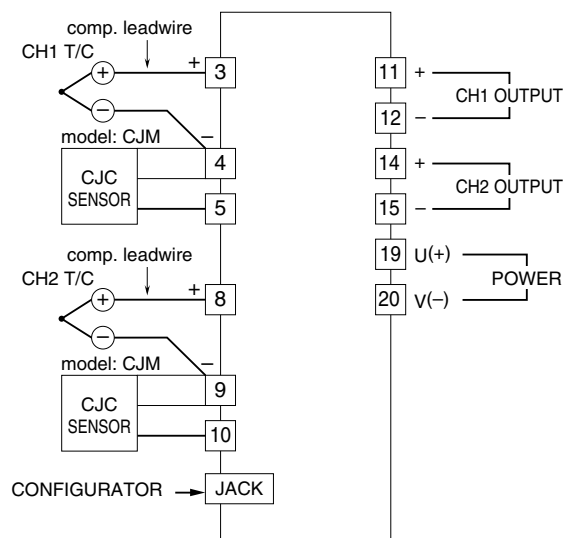 comp. leadwire
CH1 T/C
+
+
3
−
−
model: CJM
4
CJC
SENSOR
5
comp. leadwire
CH2 T/C
+
+
8
−
−
model: CJM
9
CJC
SENSOR
10
CONFIGURATOR
JACK
11 +
CH1 OUTPUT
12 −
14 +
CH2 OUTPUT
15 −
19 U(+)
POWER
20 V(−)